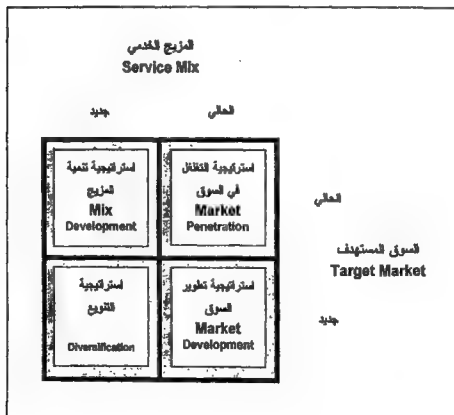 المزيج الخدمي
Service Mix
الحالي
جديد
استراتيجية التغلغل
في السوق
Market
Penetration
استراتيجية تنمية
المزيج
Mix
Development
الحالي
السوق المستهدف
Target Market
جديد
استراتيجية تطوير
السوق
Market
Development
استراتيجية
التنويع
Diversification